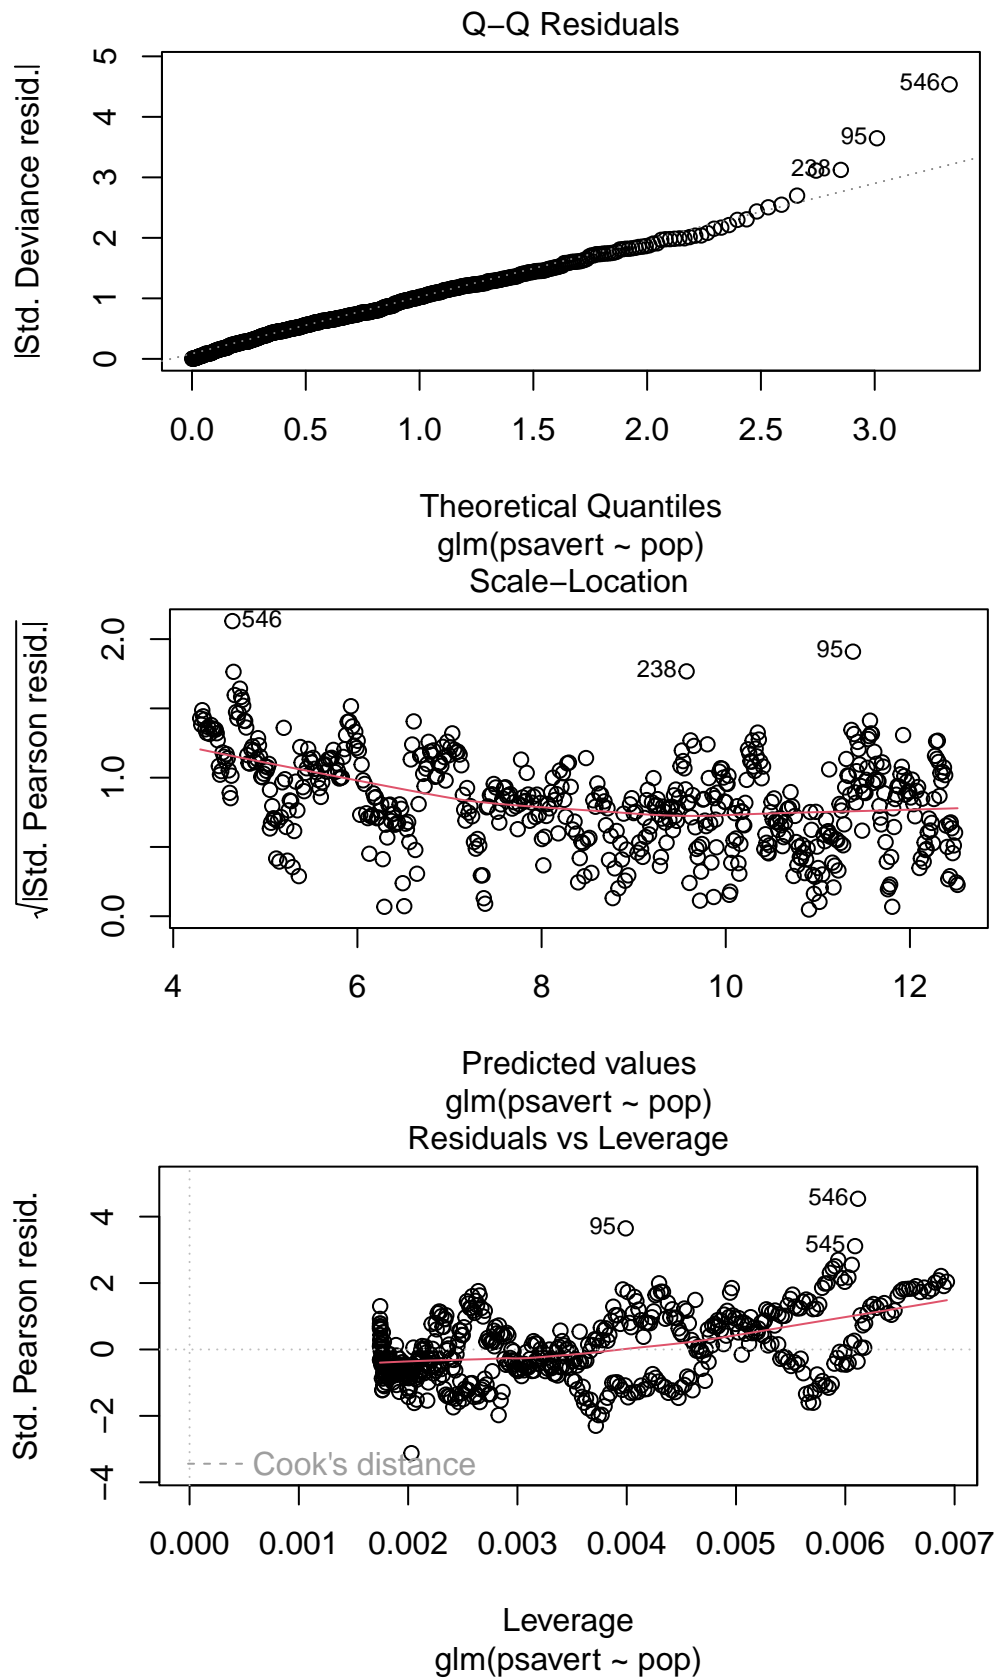 Q−Q Residuals
|Std. Deviance resid.|
5
4
3
2
1
0
546
95
238
0.0 0.5 1.0 1.5 2.0 2.5 3.0
Theoretical Quantiles
glm(psavert ~ pop)
Scale−Location
√|Std. Pearson resid.|
2.0
1.0
0.0
546
95
238
4 6 8 10 12
Predicted values
glm(psavert ~ pop)
Residuals vs Leverage
Std. Pearson resid.
4
2
0
−2
−4
546
95
545
Cook's distance
0.000 0.001 0.002 0.003 0.004 0.005 0.006 0.007
Leverage
glm(psavert ~ pop)